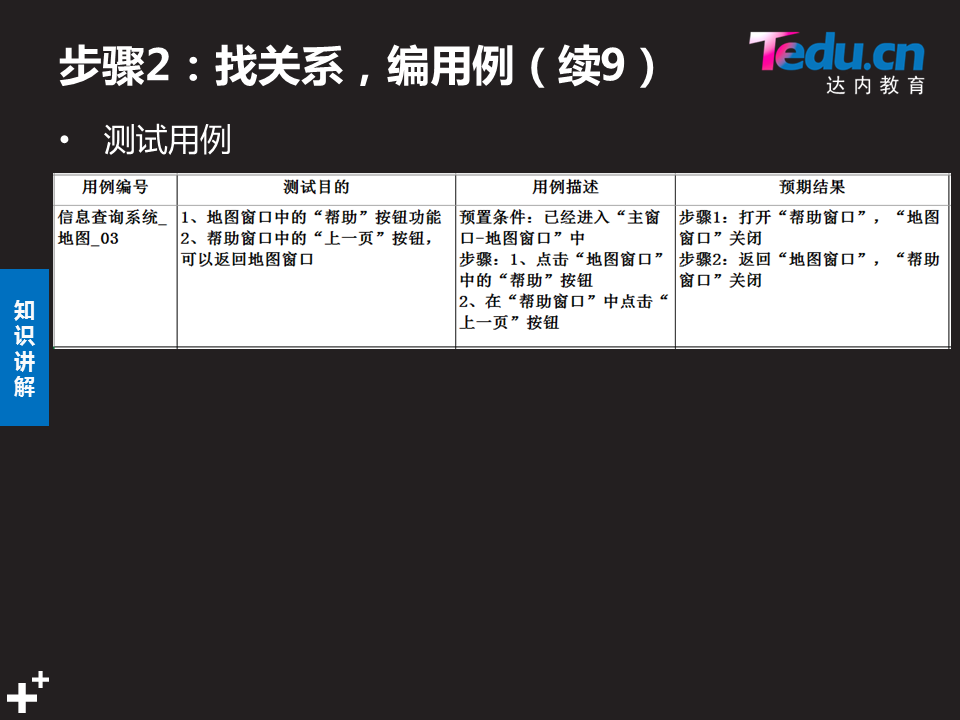 步骤2：找关系，编用例（续9）
Tedu.cn
达内教育
• 测试用例
用例编号 测试目的 用例描述 预期结果
信息查询系统_
地图_03
1、地图窗口中的“帮助”按钮功能
2、帮助窗口中的“上一页”按钮，
可以返回地图窗口
预置条件：已经进入“主窗
口-地图窗口”中
步骤：1、点击“地图窗口”
中的“帮助”按钮
2、在“帮助窗口”中点击“
上一页”按钮
步骤1：打开“帮助窗口”，“地图
窗口”关闭
步骤2：返回“地图窗口”，“帮助
窗口”关闭
知
识
讲
解